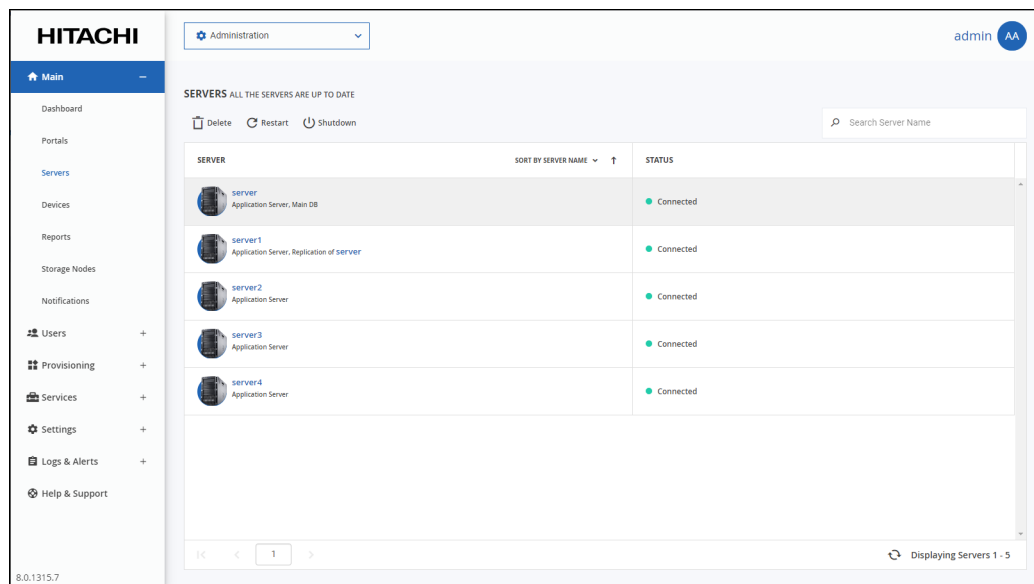 HITACHI
Administration
admin AA
Main
Dashboard
Portals
Servers
Devices
Reports
Storage Nodes
Notifications
Users
Provisioning
Services
Settings
Logs & Alerts
Help & Support
8.0.1315.7
SERVERS ALL THE SERVERS ARE UP TO DATE
Delete Restart Shutdown
Search Server Name
SERVER SORT BY SERVER NAME STATUS
server
Application Server, Main DB
Connected
server1
Application Server, Replication of server
Connected
server2
Application Server
Connected
server3
Application Server
Connected
server4
Application Server
Connected
1
Displaying Servers 1 - 5